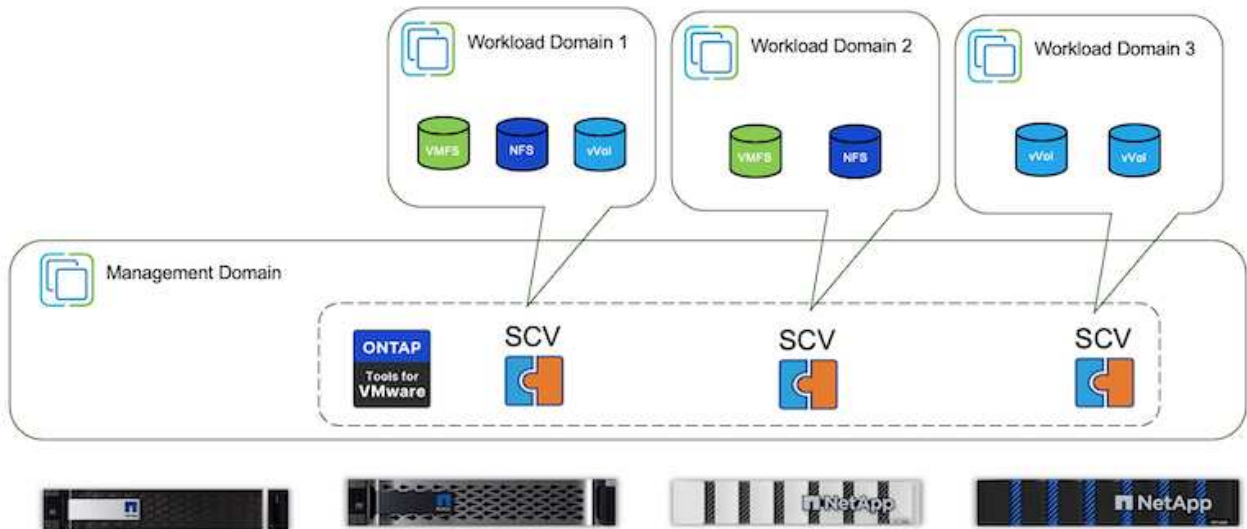 Workload Domain 1
Workload Domain 2
Workload Domain 3
VMFS
NFS
vVol
VMFS
NFS
vVol
vVol
Management Domain
ONTAP
Tools for
VMware
SCV
SCV
SCV
NetApp
NetApp